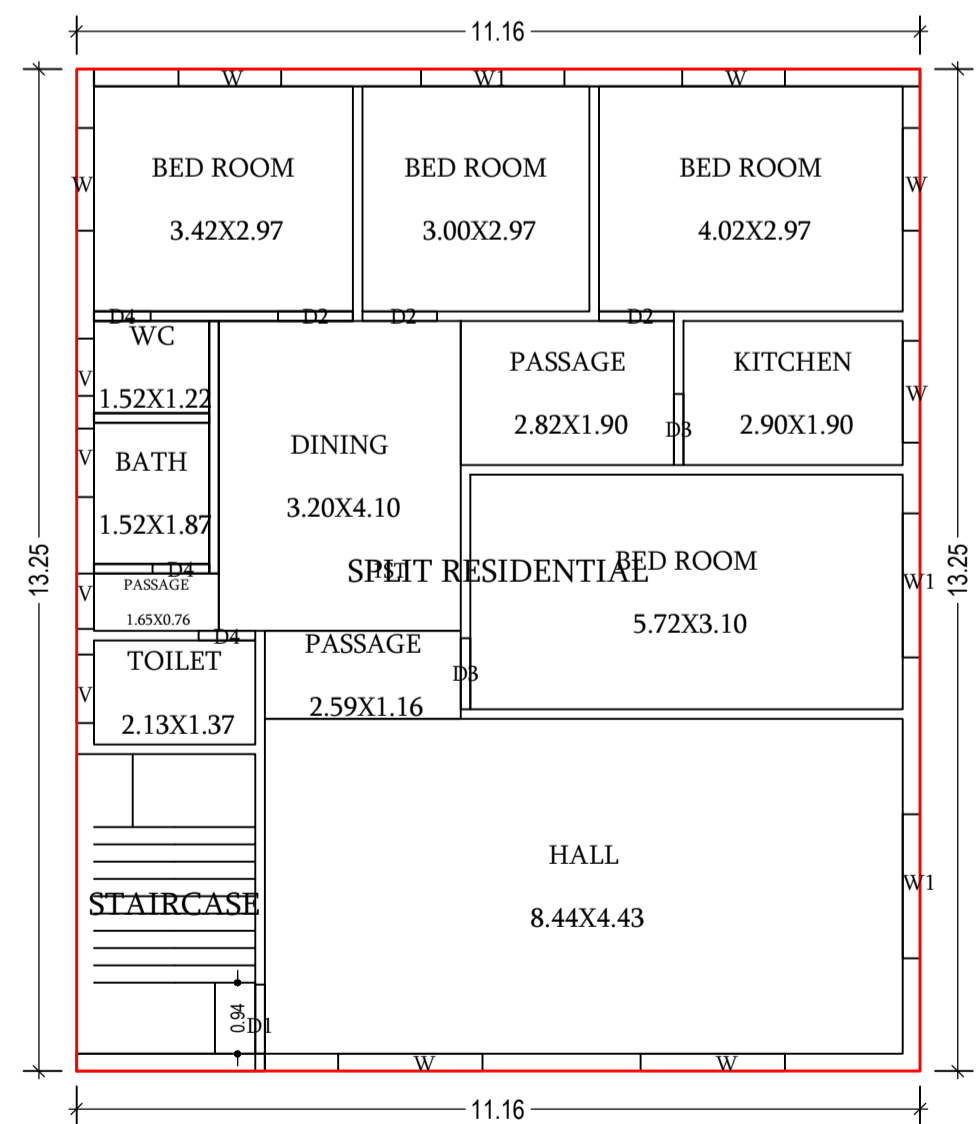 11.16
W W1 W
BED ROOM BED ROOM BED ROOM
W W
3.42X2.97 3.00X2.97 4.02X2.97
D4 D2 D2 D2
WC
PASSAGE KITCHEN
V W
1.52X1.22
2.82X1.90 D3 2.90X1.90
DINING
V BATH
3.20X4.10
1.52X1.87
13.25 13.25
BED ROOM
SPLIT RESIDENTIAL
D4
W1
PASSAGE
V
1.65X0.76
5.72X3.10
D4
PASSAGE
TOILET
D3
V
2.59X1.16
2.13X1.37
HALL
W1
STAIRCASE
8.44X4.43
0.94
D1
W W
11.16